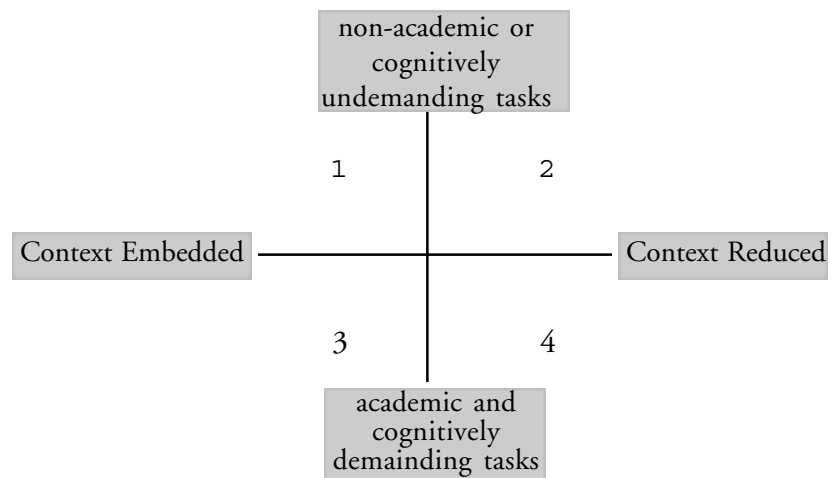 non-academic or
cognitively
undemanding tasks
1
2
Context Embedded
Context Reduced
3
4
academic and
cognitively
demainding tasks